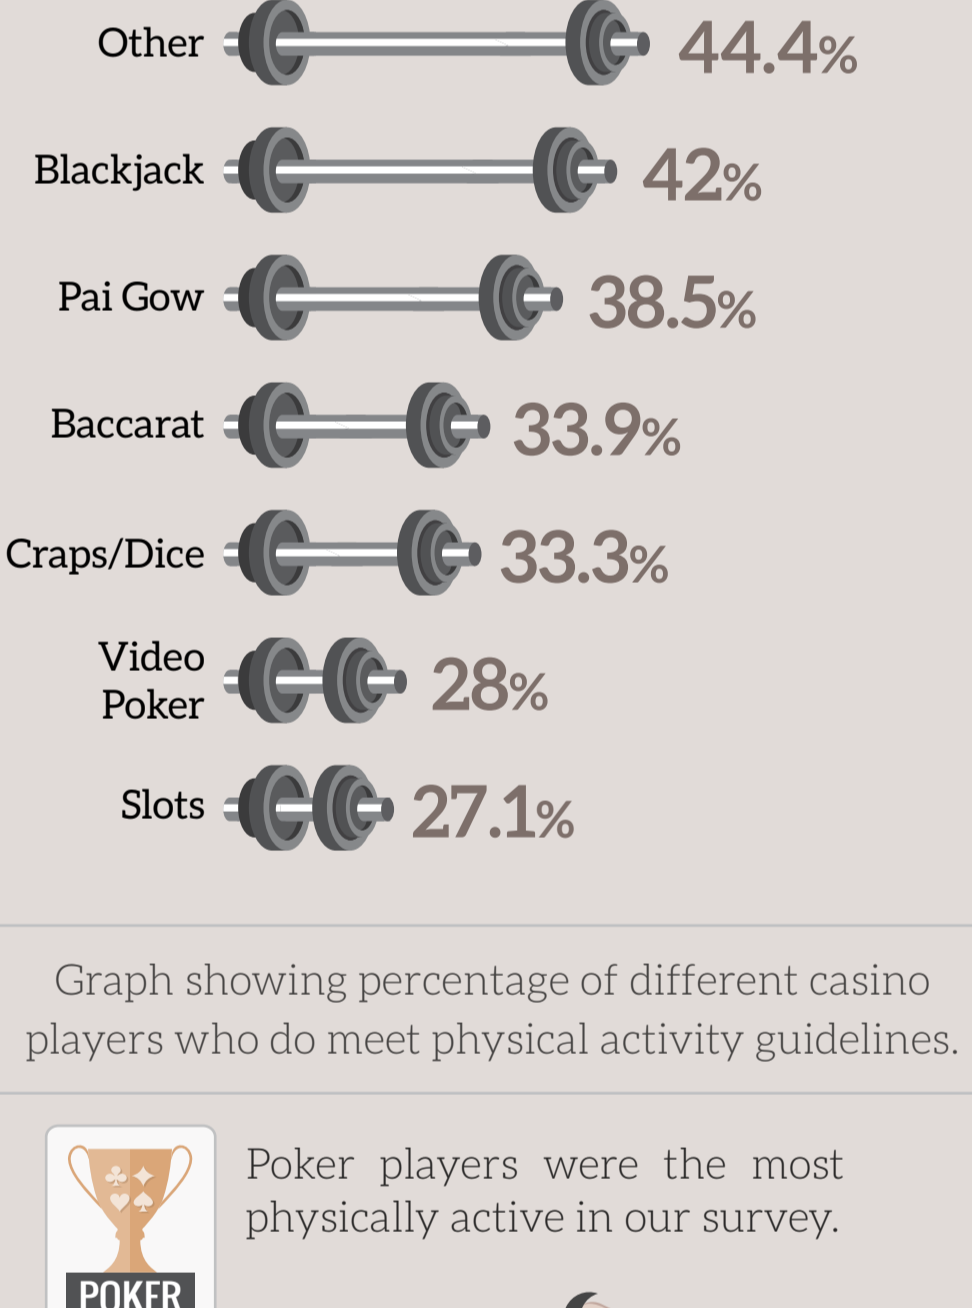 Other 44.4%
Blackjack 42%
Pai Gow 38.5%
Baccarat 33.9%
Craps/Dice 33.3%
Video
Poker 28%
Slots 27.1%
Graph showing percentage of different casino
players who do meet physical activity guidelines.
Poker players were the most
physically active in our survey.
POKER